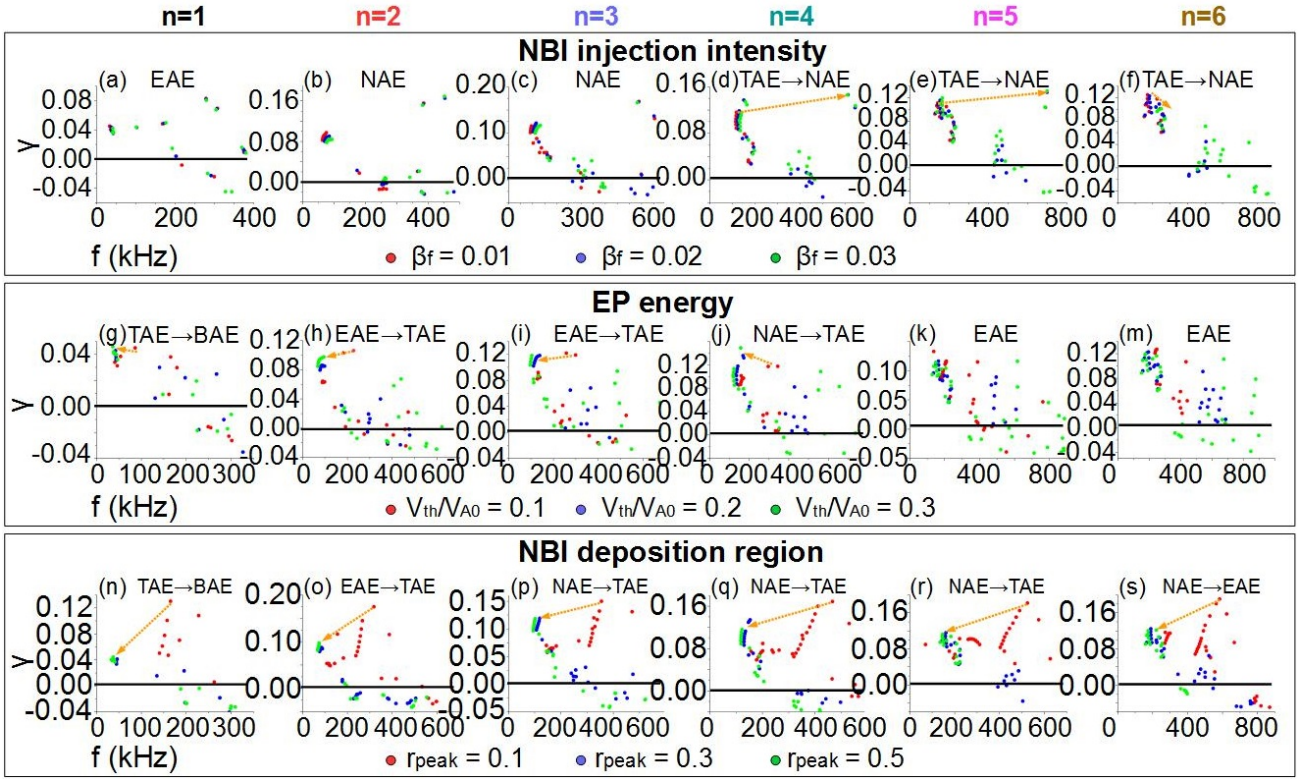 n=1 n=2 n=3 n=4 n=5 n=6
NBI injection intensity
(a) EAE (b) NAE (c) NAE (d) TAE→NAE (e) TAE→NAE (f) TAE→NAE
γ
0.08 0.04 0.00 -0.04
0.16 0.08 0.00
0.20 0.10 0.00
0.16 0.08 0.00
0.12 0.08 0.04 0.00 -0.04
0.12 0.08 0.04 0.00 -0.04
0 200 400
0 200 400
0 300 600
0 200 400 600
0 400 800
0 400 800
f (kHz)
βf = 0.01 βf = 0.02 βf = 0.03
EP energy
(g) TAE→BAE (h) EAE→TAE (i) EAE→TAE (j) NAE→TAE (k) EAE (m) EAE
γ
0.04 0.00 -0.04
0.12 0.08 0.04 0.00 -0.04
0.12 0.08 0.04 0.00 -0.04
0.12 0.08 0.04 0.00 -0.04
0.10 0.05 0.00 -0.05
0.12 0.08 0.04 0.00 -
0 100 200 300
0 200 400 600
0 200 400 600
0 200 400 600 800
0 400 800
0 400 800
f (kHz)
Vth/VA0 = 0.1 Vth/VA0 = 0.2 Vth/VA0 = 0.3
NBI deposition region
(n) TAE→BAE (o) EAE→TAE (p) NAE→TAE (q) NAE→TAE (r) NAE→TAE (s) NAE→EAE
γ
0.12 0.08 0.04 0.00 -0.04
0.20 0.10 0.00
0.15 0.10 0.05 0.00 -0.05
0.16 0.08 0.00
0.16 0.08 0.00
0.16 0.08 0.00
0 100 200 300
0 200 400 600
0 200 400 600
0 200 400 600
0 200 400 600
0 200 400 600 800
f (kHz)
rpeak = 0.1 rpeak = 0.3 rpeak = 0.5